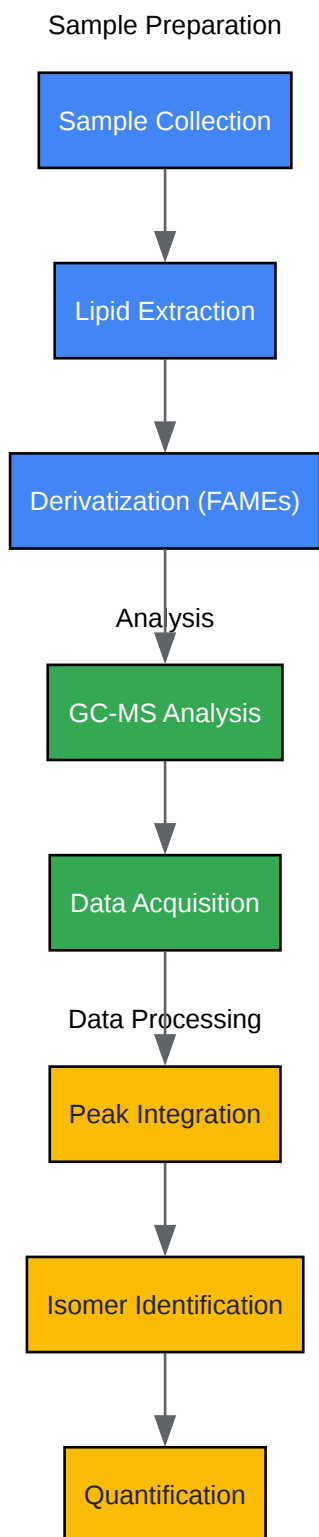 Sample Preparation
Sample Collection
Lipid Extraction
Derivatization (FAMEs)
Analysis
GC-MS Analysis
Data Acquisition
Data Processing
Peak Integration
Isomer Identification
Quantification